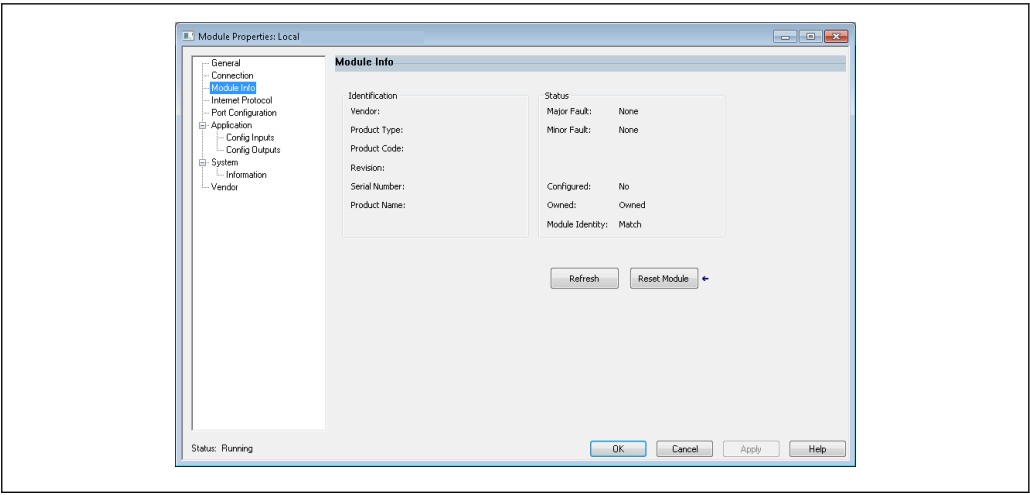 Module Properties: Local
General
Connection
Module Info
Internet Protocol
Port Configuration
Application
Config Inputs
Config Outputs
System
Information
Vendor
Module Info
Identification
Vendor:
Product Type:
Product Code:
Revision:
Serial Number:
Product Name:
Status
Major Fault: None
Minor Fault: None
Configured: No
Owned: Owned
Module Identity: Match
Refresh
Reset Module
Status: Running
OK
Cancel
Apply
Help